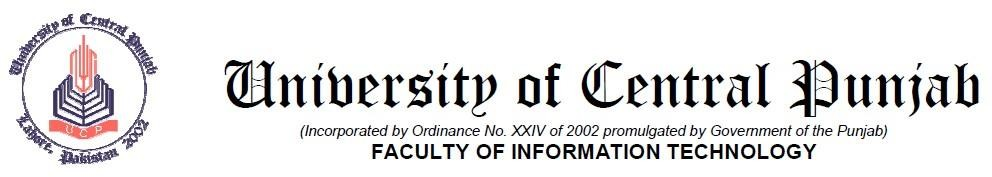 University of Central Punjab
Lahore, Pakistan 2002
UCP
University of Central Punjab
(Incorporated by Ordinance No. XXIV of 2002 promulgated by Government of the Punjab)
FACULTY OF INFORMATION TECHNOLOGY